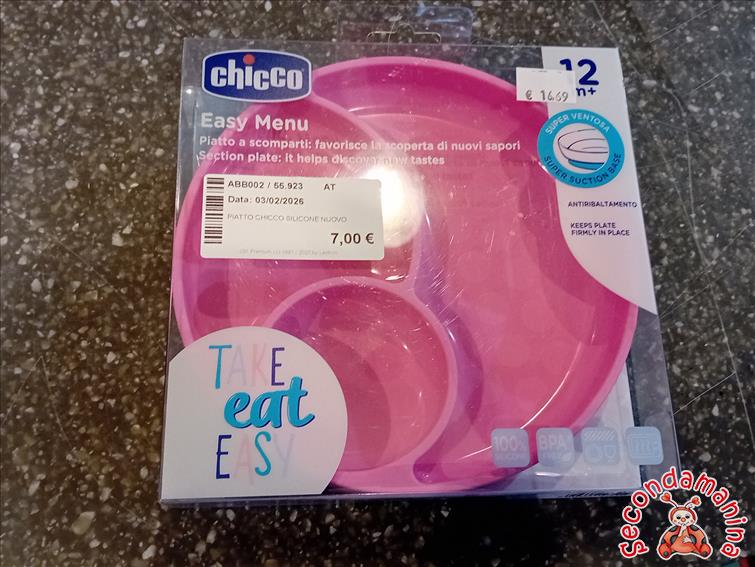 chicco
12
m+
€ 14.69
Easy Menu
Piatto a scomparti: favorisce la scoperta di nuovi sapori
Section plate: it helps discover new tastes
SUPER VENTOSA
SUPER SUCTION BASE
ANTIRIBALTAMENTO
KEEPS PLATE
FIRMLY IN PLACE
ABB002 / 55.923 AT
Data: 03/02/2026
PIATTO CHICCO SILICONE NUOVO
7,00 €
TAKE
eat
EASY
100%
BPA
secondamanina